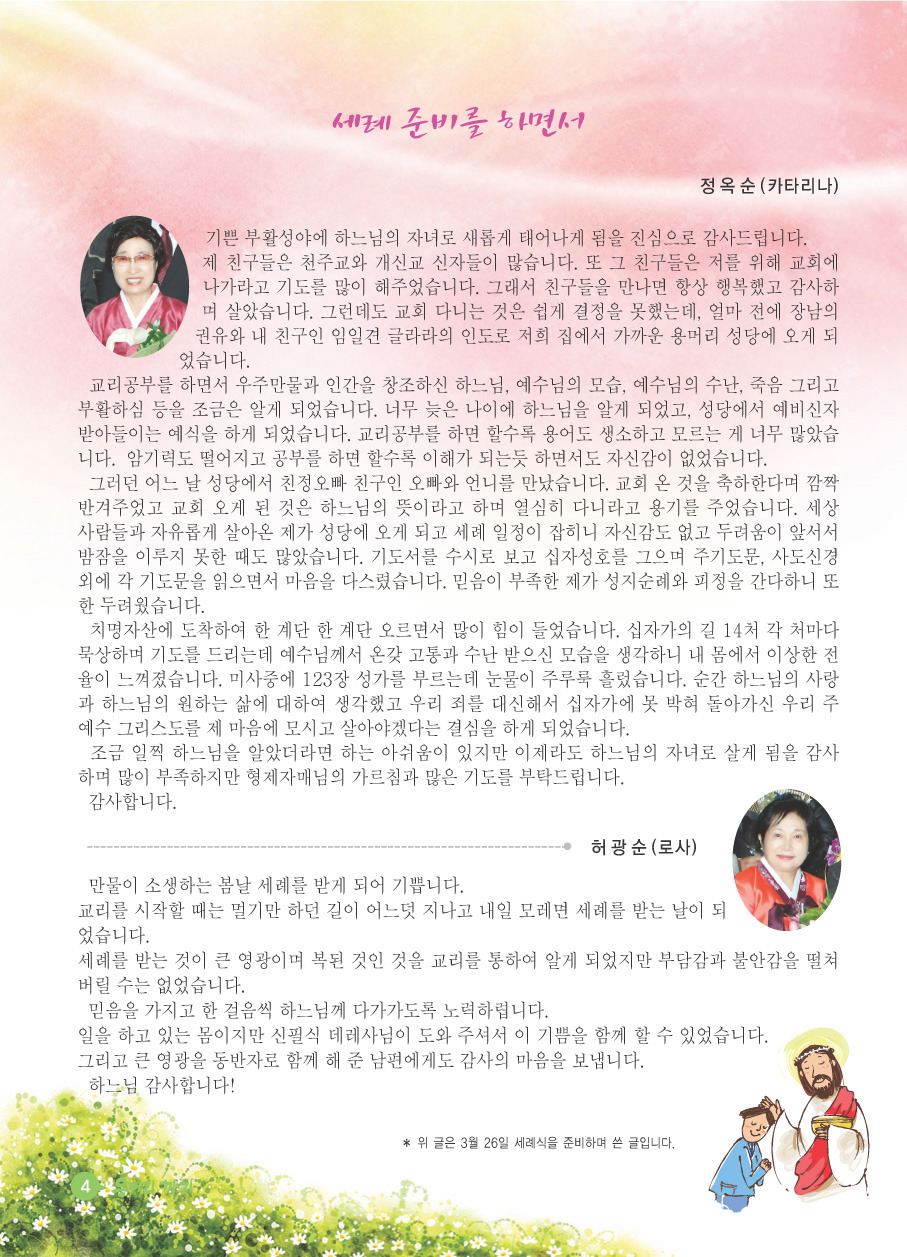 세례 준비를 하면서
정옥순(카타리나)
기쁜 부활성야에 하느님의 자녀로 새롭게 태어나게 됨을 진심으로 감사드립니다.
제 친구들은 천주교와 개신교 신자들이 많습니다. 또 그 친구들은 저를 위해 교회에
나가라고 기도를 많이 해주었습니다. 그래서 친구들을 만나면 항상 행복했고 감사하
며 살았습니다. 그런데도 교회 다니는 것은 쉽게 결정을 못했는데, 얼마 전에 장남의
권유와 내 친구인 임일견 글라라의 인도로 저희 집에서 가까운 용머리 성당에 오게 되
었습니다.
교리공부를 하면서 우주만물과 인간을 창조하신 하느님, 예수님의 모습, 예수님의 수난, 죽음 그리고
부활하심 등을 조금은 알게 되었습니다. 너무 늦은 나이에 하느님을 알게 되었고, 성당에서 예비신자
받아들이는 예식을 하게 되었습니다. 교리공부를 하면 할수록 용어도 생소하고 모르는 게 너무 많았습
니다. 암기력도 떨어지고 공부를 하면 할수록 이해가 되는듯 하면서도 자신감이 없었습니다.
그러던 어느 날 성당에서 친정오빠 친구인 오빠와 언니를 만났습니다. 교회 온 것을 축하한다며 깜짝
반겨주었고 교회 오게 된 것은 하느님의 뜻이라고 하며 열심히 다니라고 용기를 주었습니다. 세상
사람들과 자유롭게 살아온 제가 성당에 오게 되고 세례 일정이 잡히니 자신감도 없고 두려움이 앞서서
밤잠을 이루지 못한 때도 많았습니다. 기도서를 수시로 보고 십자성호를 그으며 주기도문, 사도신경
외에 각 기도문을 읽으면서 마음을 다스렸습니다. 믿음이 부족한 제가 성지순례와 피정을 간다하니 또
한 두려웠습니다.
치명자산에 도착하여 한 계단 한 계단 오르면서 많이 힘이 들었습니다. 십자가의 길 14처 각 처마다
묵상하며 기도를 드리는데 예수님께서 온갖 고통과 수난 받으신 모습을 생각하니 내 몸에서 이상한 전
율이 느껴졌습니다. 미사중에 123장 성가를 부르는데 눈물이 주루룩 흘렀습니다. 순간 하느님의 사랑
과 하느님의 원하는 삶에 대하여 생각했고 우리 죄를 대신해서 십자가에 못 박혀 돌아가신 우리 주
예수 그리스도를 제 마음에 모시고 살아야겠다는 결심을 하게 되었습니다.
조금 일찍 하느님을 알았더라면 하는 아쉬움이 있지만 이제라도 하느님의 자녀로 살게 됨을 감사
하며 많이 부족하지만 형제자매님의 가르침과 많은 기도를 부탁드립니다.
감사합니다.
허광순(로사)
만물이 소생하는 봄날 세례를 받게 되어 기쁩니다.
교리를 시작할 때는 멀기만 하던 길이 어느덧 지나고 내일 모레면 세례를 받는 날이 되
었습니다.
세례를 받는 것이 큰 영광이며 복된 것인 것을 교리를 통하여 알게 되었지만 부담감과 불안감을 떨쳐
버릴 수는 없었습니다.
믿음을 가지고 한 걸음씩 하느님께 다가가도록 노력하렵니다.
일을 하고 있는 몸이지만 신필식 데레사님이 도와 주셔서 이 기쁨을 함께 할 수 있었습니다.
그리고 큰 영광을 동반자로 함께 해 준 남편에게도 감사의 마음을 보냅니다.
하느님 감사합니다!
* 위 글은 3월 26일 세례식을 준비하며 쓴 글입니다.
4